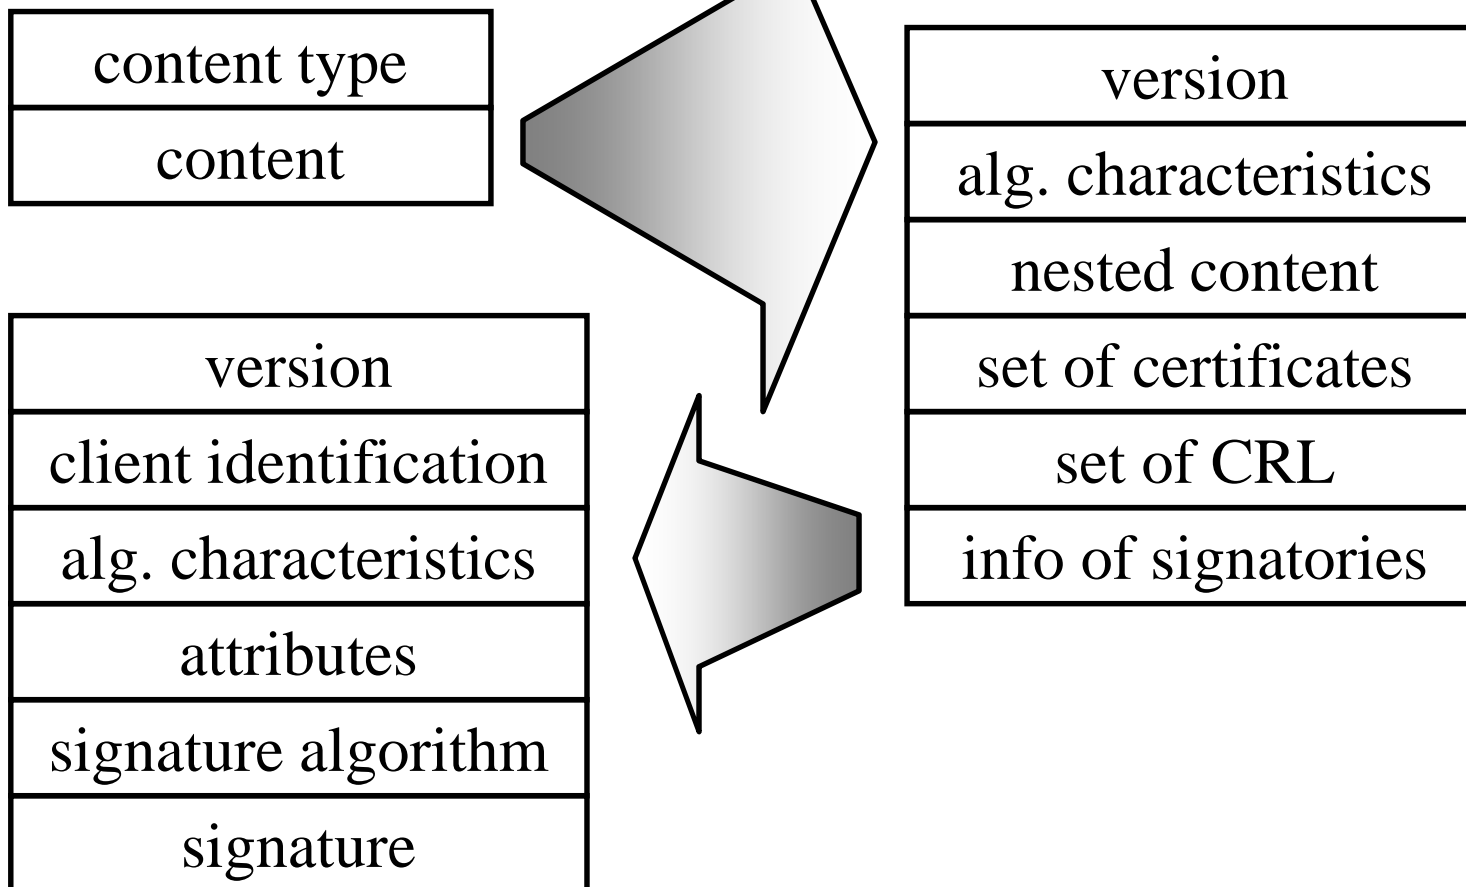 content type
content
version
alg. characteristics
nested content
set of certificates
set of CRL
info of signatories
version
client identification
alg. characteristics
attributes
signature algorithm
signature